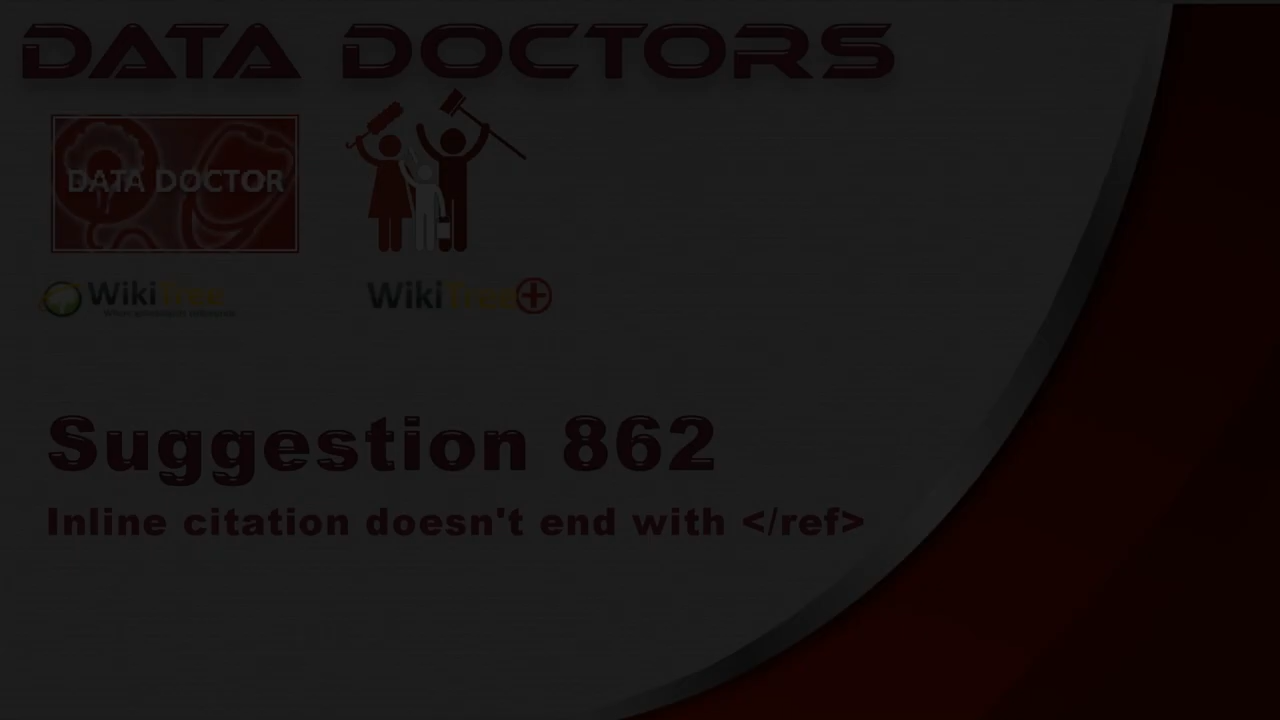 DATA DOCTORS
DATA DOCTOR
WikiTree
WikiTree+
Suggestion 862
Inline citation doesn't end with </ref>